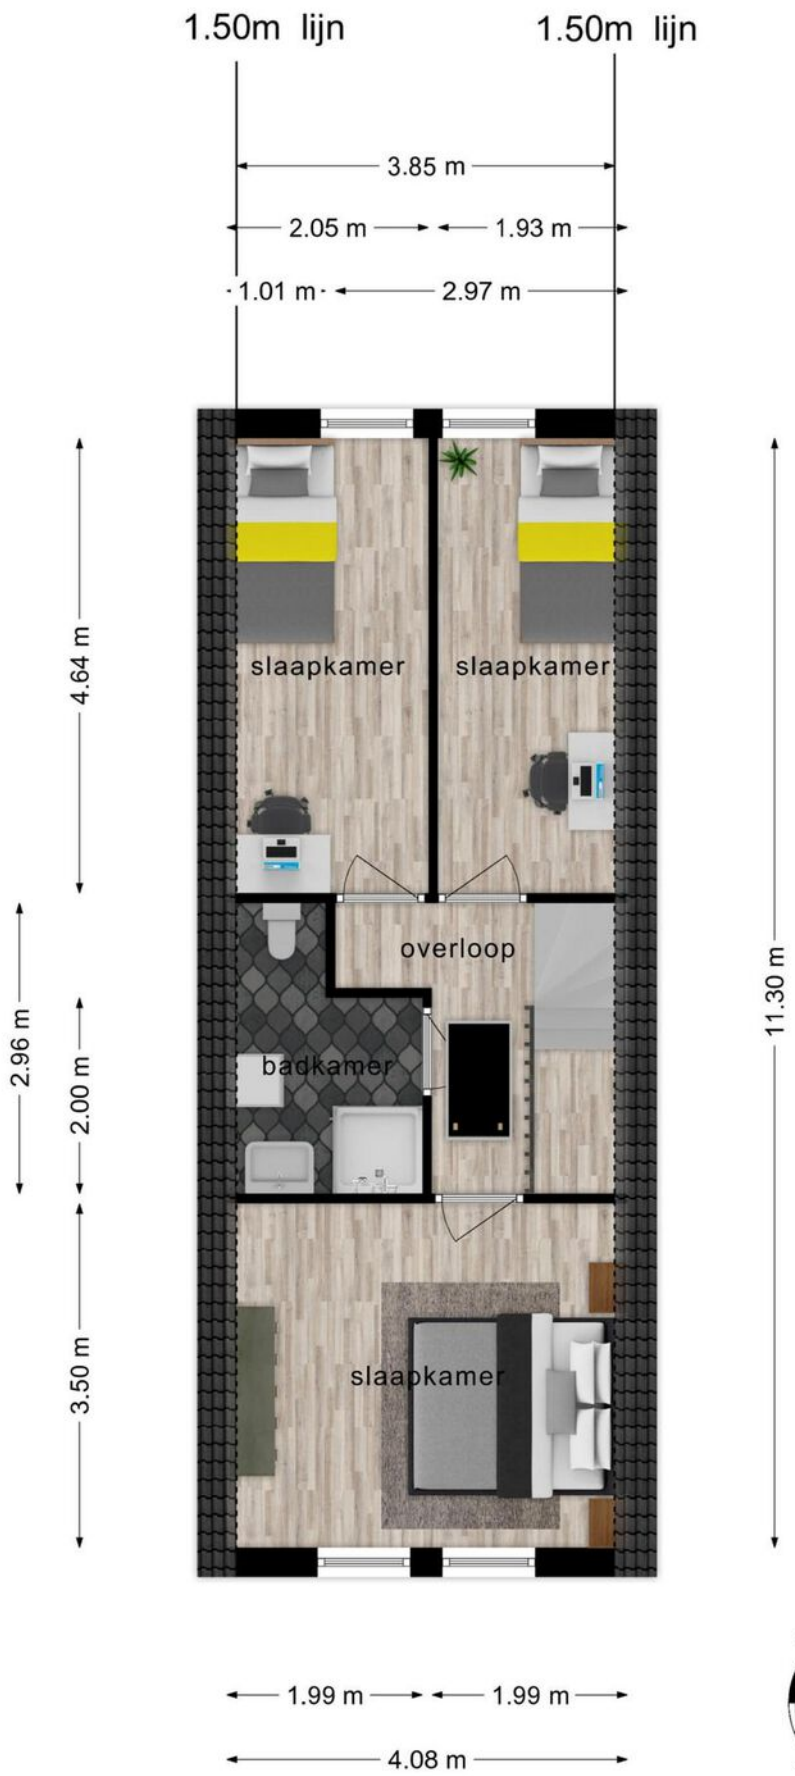 1.50m lijn 1.50m lijn
3.85 m
2.05 m 1.93 m
1.01 m 2.97 m
slaapkamer slaapkamer
4.64 m
overloop
11.30 m
2.96 m
2.00 m
badkamer
slaapkamer
3.50 m
1.99 m 1.99 m
4.08 m